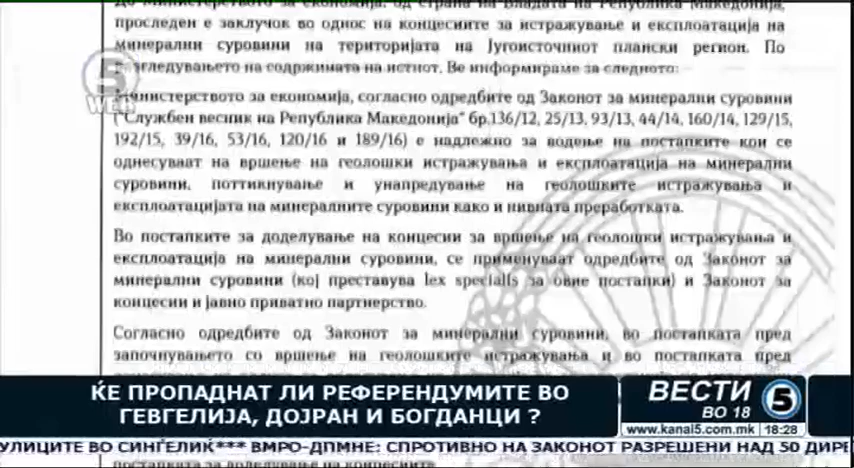 До Министерството за економија, од страна на Владата на Република Македонија,
проследен е заклучок во однос на концесиите за истражување и експлоатација на
минерални суровини на територијата на Југоисточниот плански регион. По
разгледувањето на содржината на истиот, Ве информираме за следното:
5
WEB
Министерството за економија, согласно одредбите од Законот за минерални суровини
("Службен весник на Република Македонија" бр.136/12, 25/13, 93/13, 44/14, 160/14, 129/15,
192/15, 39/16, 53/16, 120/16 и 189/16) е надлежно за водење на постапките кои се
однесуваат на вршење на геолошки истражувања и експлоатација на минерални
суровини, поттикнување и унапредување на геолошките истражувања и
експлоатацијата на минералните суровини како и нивната преработката.
Во постапките за доделување на концесии за вршење на геолошки истражувања и
експлоатација на минерални суровини, се применуваат одредбите од Законот за
минерални суровини (кој преставува lex specialls за овие постапки) и Законот за
концесии и јавно приватно партнерство.
Согласно одредбите од Законот за минерални суровини, во постапката пред
започнувањето со вршење на геолошките истражувања и во постапката пред
ЌЕ ПРОПАДНАТ ЛИ РЕФЕРЕНДУМИТЕ ВО
ГЕВГЕЛИЈА, ДОЈРАН И БОГДАНЦИ ?
ВЕСТИ
ВО 18
5
www.kanal5.com.mk
18:28
УЛИЦИТЕ ВО СИНЃЕЛИЌ*** ВМРО-ДПМНЕ: СПРОТИВНО НА ЗАКОНОТ РАЗРЕШЕНИ НАД 50 ДИРЕ
постапката за доделување на концесиите